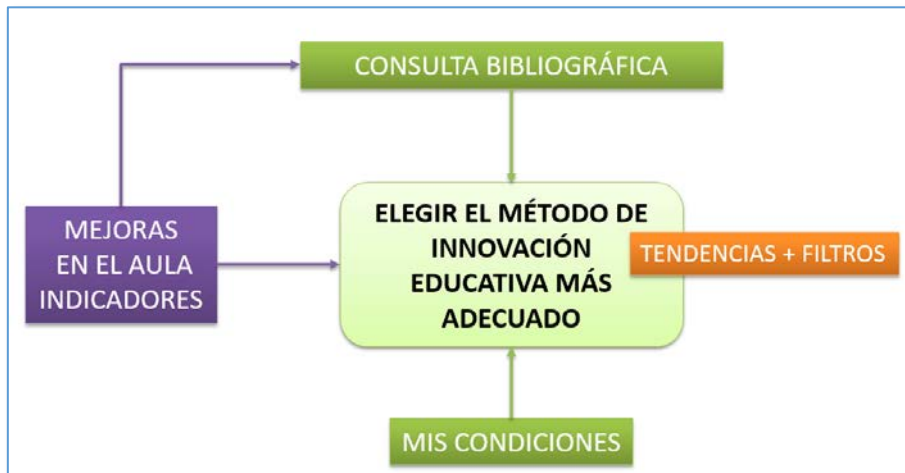 CONSULTA BIBLIOGRÁFICA
MEJORAS
EN EL AULA
INDICADORES
ELEGIR EL MÉTODO DE
INNOVACIÓN
EDUCATIVA MÁS
ADECUADO
TENDENCIAS + FILTROS
MIS CONDICIONES